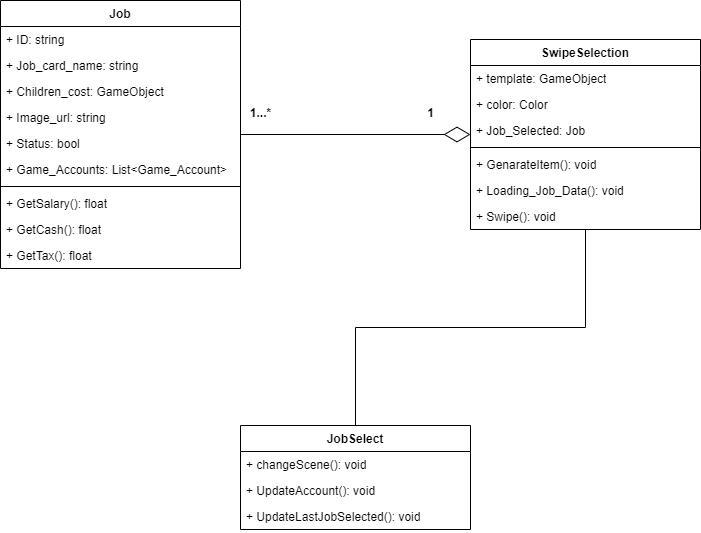 Job
+ ID: string
+ Job_card_name: string
+ Children_cost: GameObject
+ Image_url: string
+ Status: bool
+ Game_Accounts: List<Game_Account>
+ GetSalary(): float
+ GetCash(): float
+ GetTax(): float
1...*
1
SwipeSelection
+ template: GameObject
+ color: Color
+ Job_Selected: Job
+ GenarateItem(): void
+ Loading_Job_Data(): void
+ Swipe(): void
JobSelect
+ changeScene(): void
+ UpdateAccount(): void
+ UpdateLastJobSelected(): void